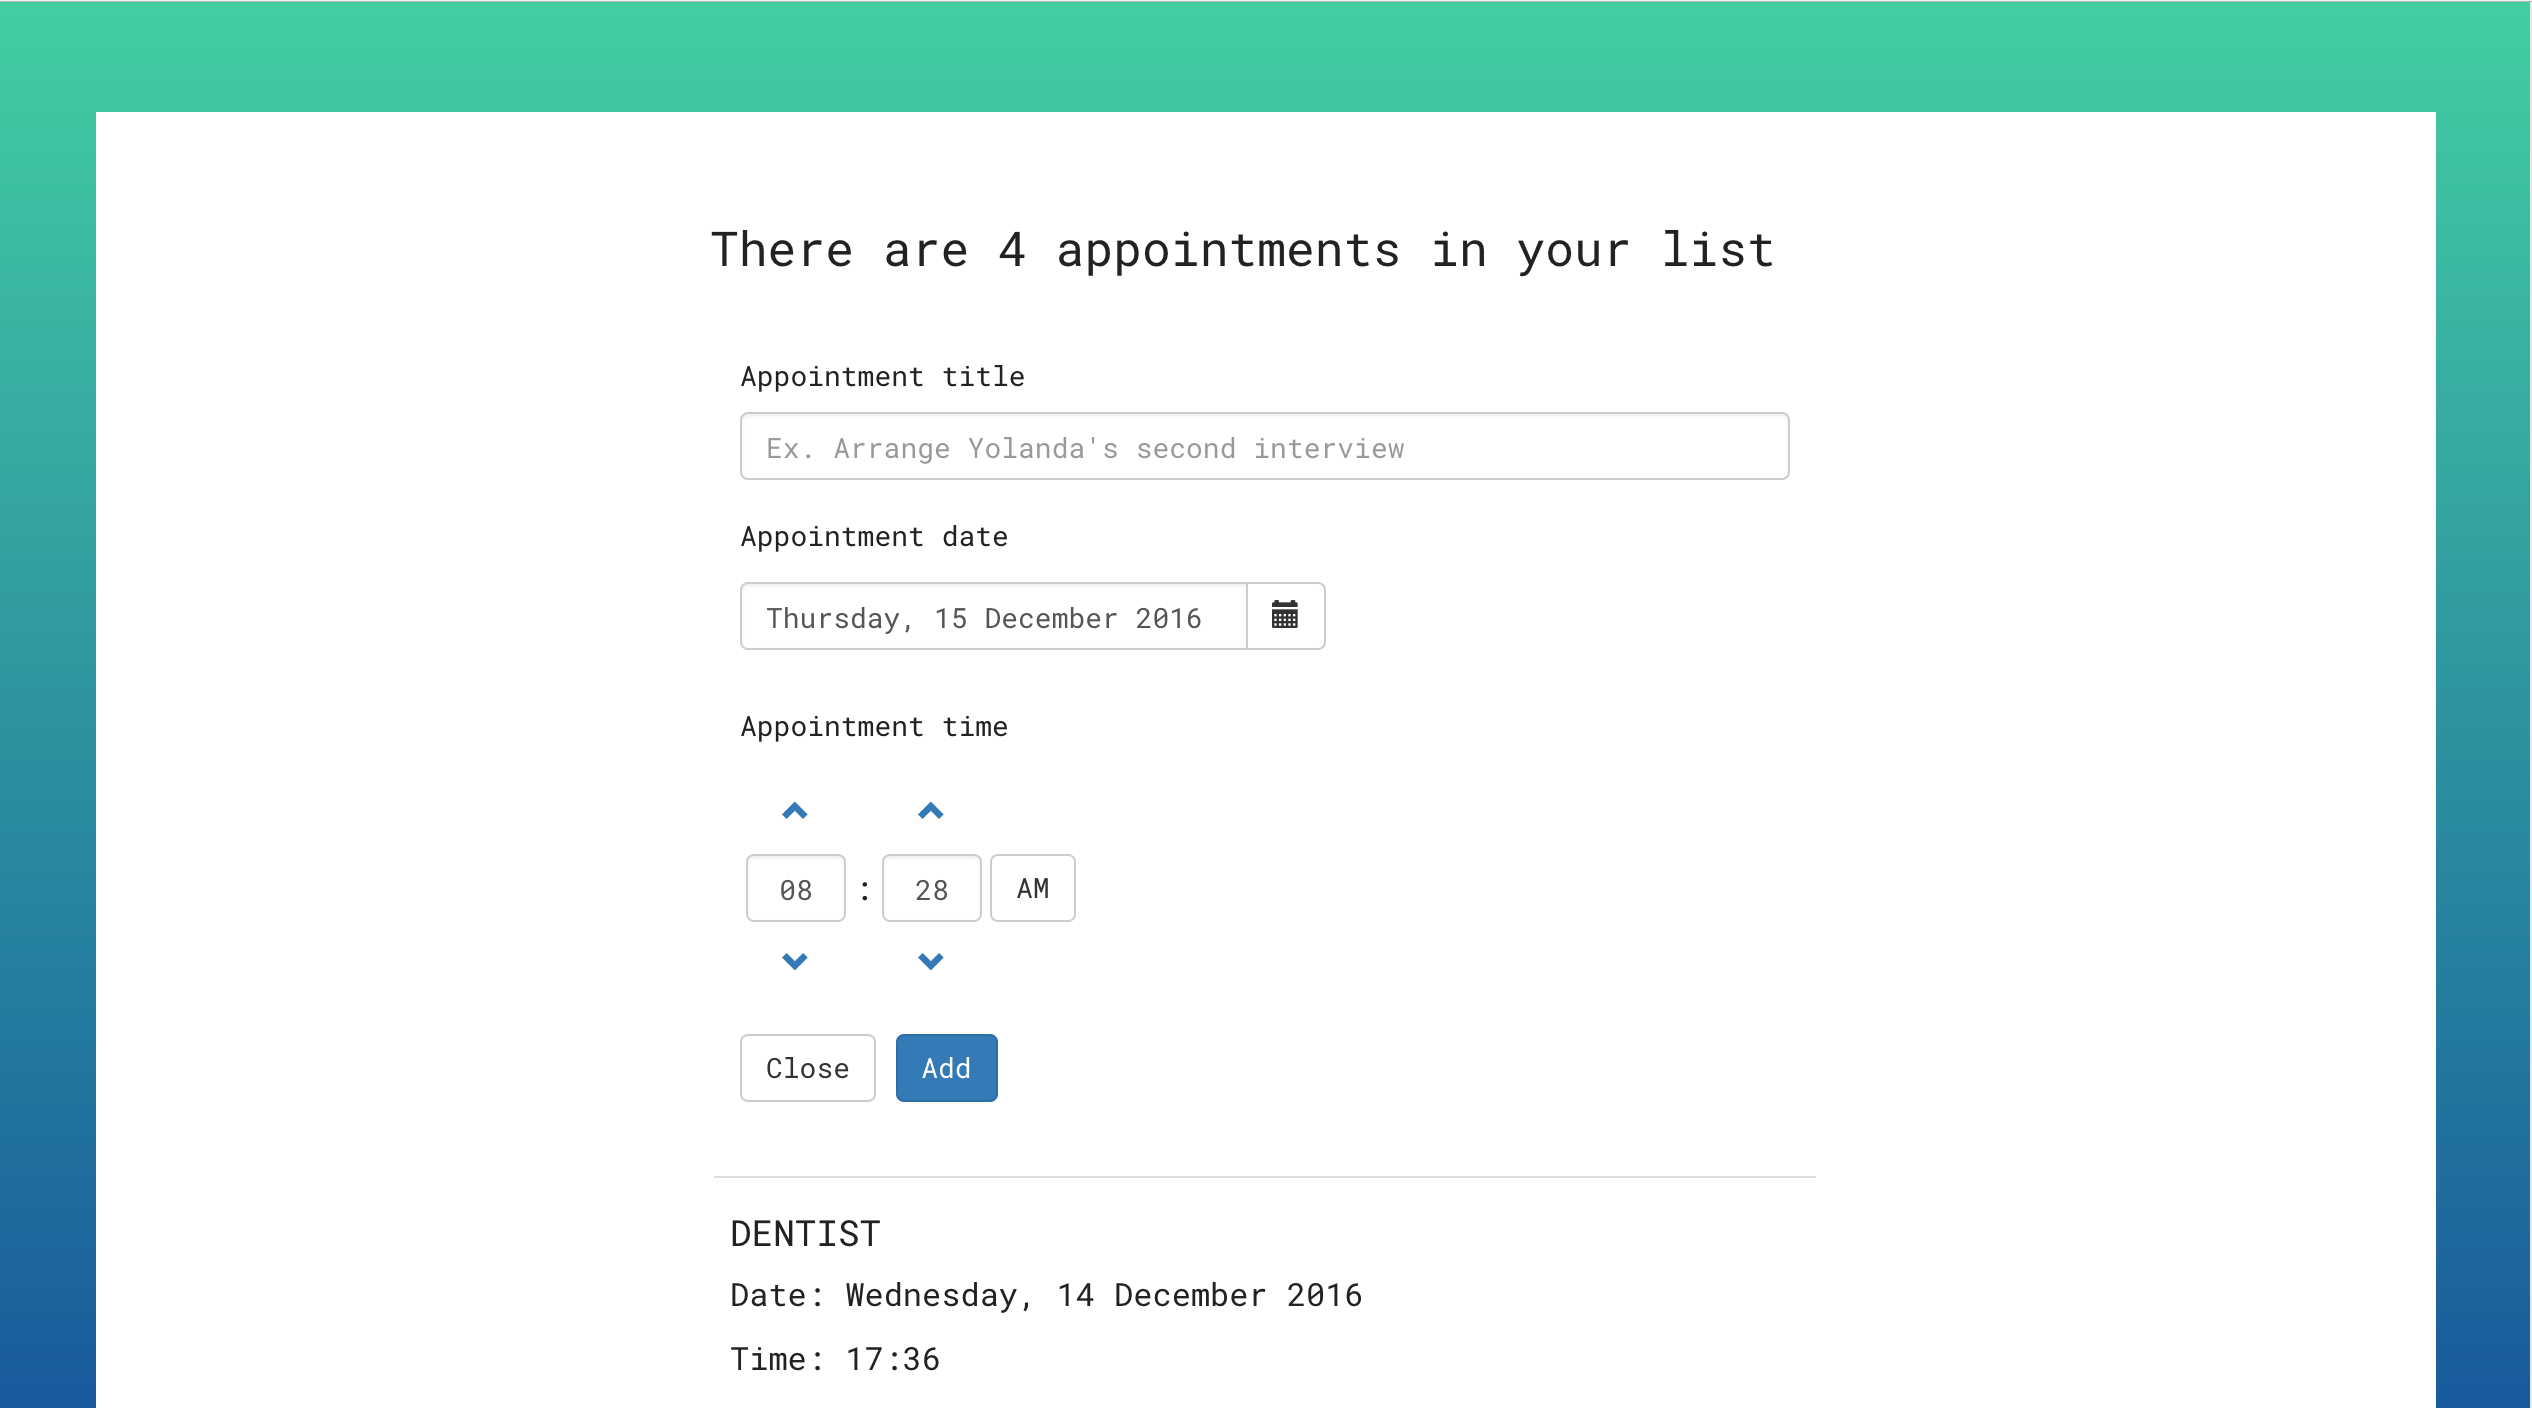 There are 4 appointments in your list
Appointment title
Ex. Arrange Yolanda's second interview
Appointment date
Thursday, 15 December 2016
Appointment time
08 : 28 AM
Close Add
DENTIST
Date: Wednesday, 14 December 2016
Time: 17:36